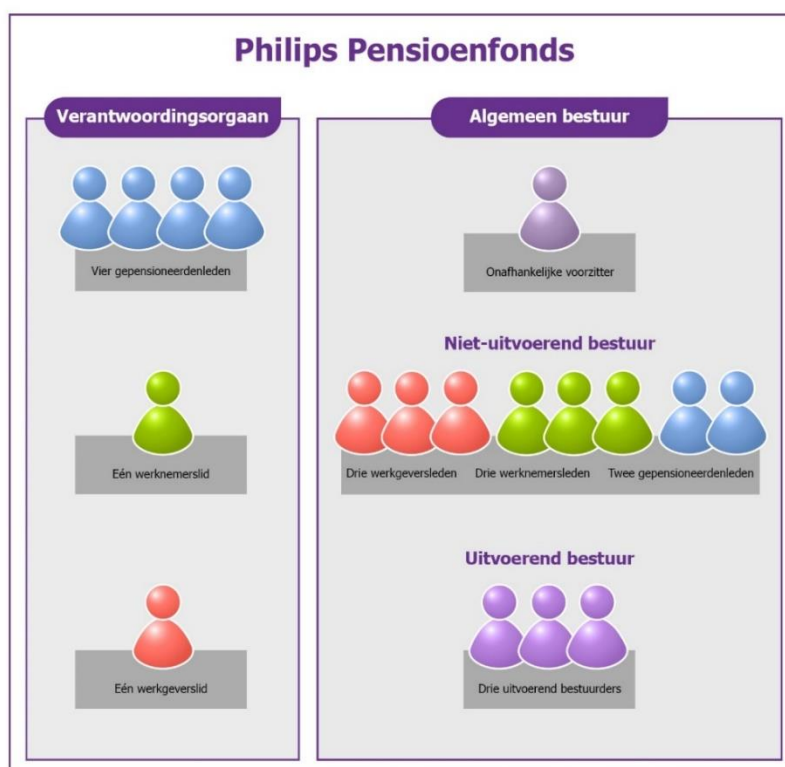 Philips Pensioenfonds
Verantwoordingsorgaan
Vier gepensioneerdenleden
Eén werknemerslid
Eén werkgeverslid
Algemeen bestuur
Onafhankelijke voorzitter
Niet-uitvoerend bestuur
Drie werkgeversleden
Drie werknemersleden
Twee gepensioneerdenleden
Uitvoerend bestuur
Drie uitvoerend bestuurders